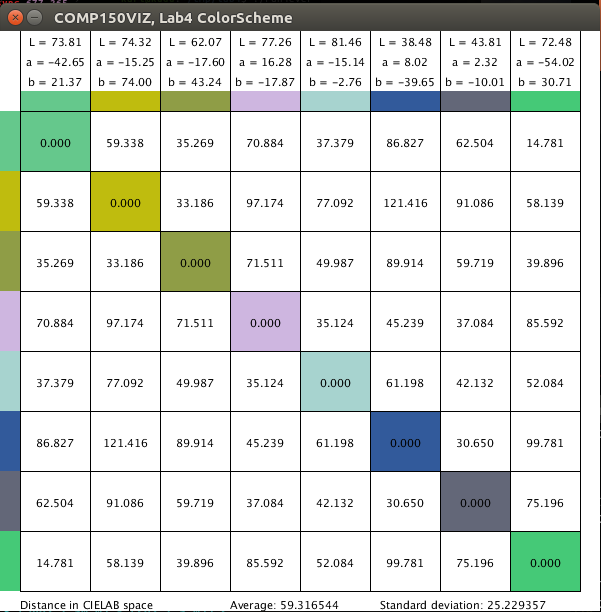 COMP150VIZ, Lab4 ColorScheme
L = 73.81 L = 74.32 L = 62.07 L = 77.26 L = 81.46 L = 38.48 L = 43.81 L = 72.48
a = −42.65 a = −15.25 a = −17.60 a = 16.28 a = −15.14 a = 8.02 a = 2.32 a = −54.02
b = 21.37 b = 74.00 b = 43.24 b = −17.87 b = −2.76 b = −39.65 b = −10.01 b = 30.71
0.000 59.338 35.269 70.884 37.379 86.827 62.504 14.781
59.338 0.000 33.186 97.174 77.092 121.416 91.086 58.139
35.269 33.186 0.000 71.511 49.987 89.914 59.719 39.896
70.884 97.174 71.511 0.000 35.124 45.239 37.084 85.592
37.379 77.092 49.987 35.124 0.000 61.198 42.132 52.084
86.827 121.416 89.914 45.239 61.198 0.000 30.650 99.781
62.504 91.086 59.719 37.084 42.132 30.650 0.000 75.196
14.781 58.139 39.896 85.592 52.084 99.781 75.196 0.000
Distance in CIELAB space Average: 59.316544 Standard deviation: 25.229357